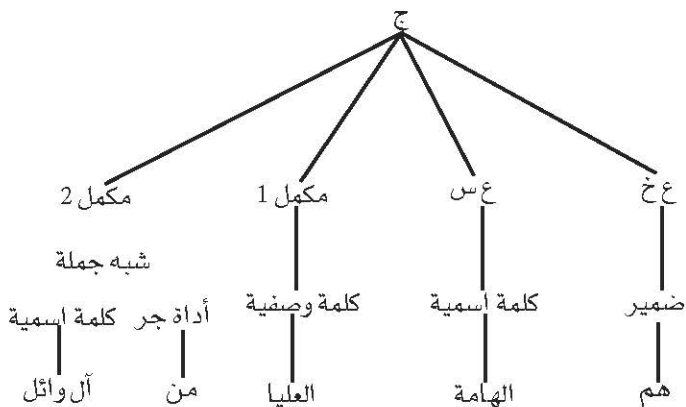 ج
ع خ ع س مكمل 1 مكمل 2
شبه جملة
ضمير كلمة اسمية كلمة وصفية أداة جر كلمة اسمية
هم الهامة العليا من آل وائل